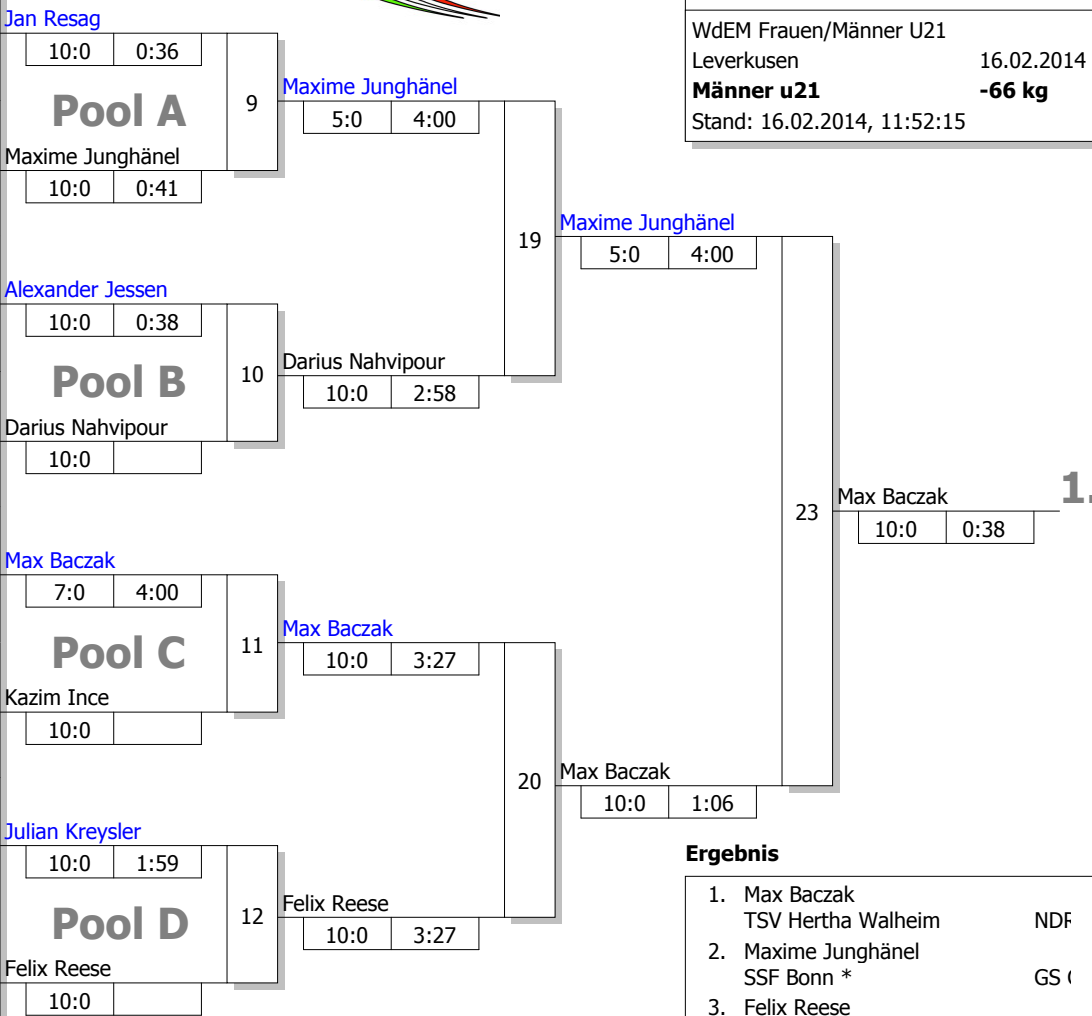 Jan Resag
10:0 0:36
Pool A
9
Maxime Junghänel
10:0 0:41
Maxime Junghänel
5:0 4:00
WdEM Frauen/Männer U21
Leverkusen 16.02.2014
Männer u21 -66 kg
Stand: 16.02.2014, 11:52:15
19
Maxime Junghänel
5:0 4:00
Alexander Jessen
10:0 0:38
Pool B
10
Darius Nahvipour
10:0
Darius Nahvipour
10:0 2:58
23
Max Baczak
10:0 0:38
1.
Max Baczak
7:0 4:00
Pool C
11
Kazim Ince
10:0
Max Baczak
10:0 3:27
20
Max Baczak
10:0 1:06
Julian Kreysler
10:0 1:59
Pool D
12
Felix Reese
10:0
Felix Reese
10:0 3:27
Ergebnis
1. Max Baczak
TSV Hertha Walheim
2. Maxime Junghänel
SSF Bonn * GS
3. Felix Reese